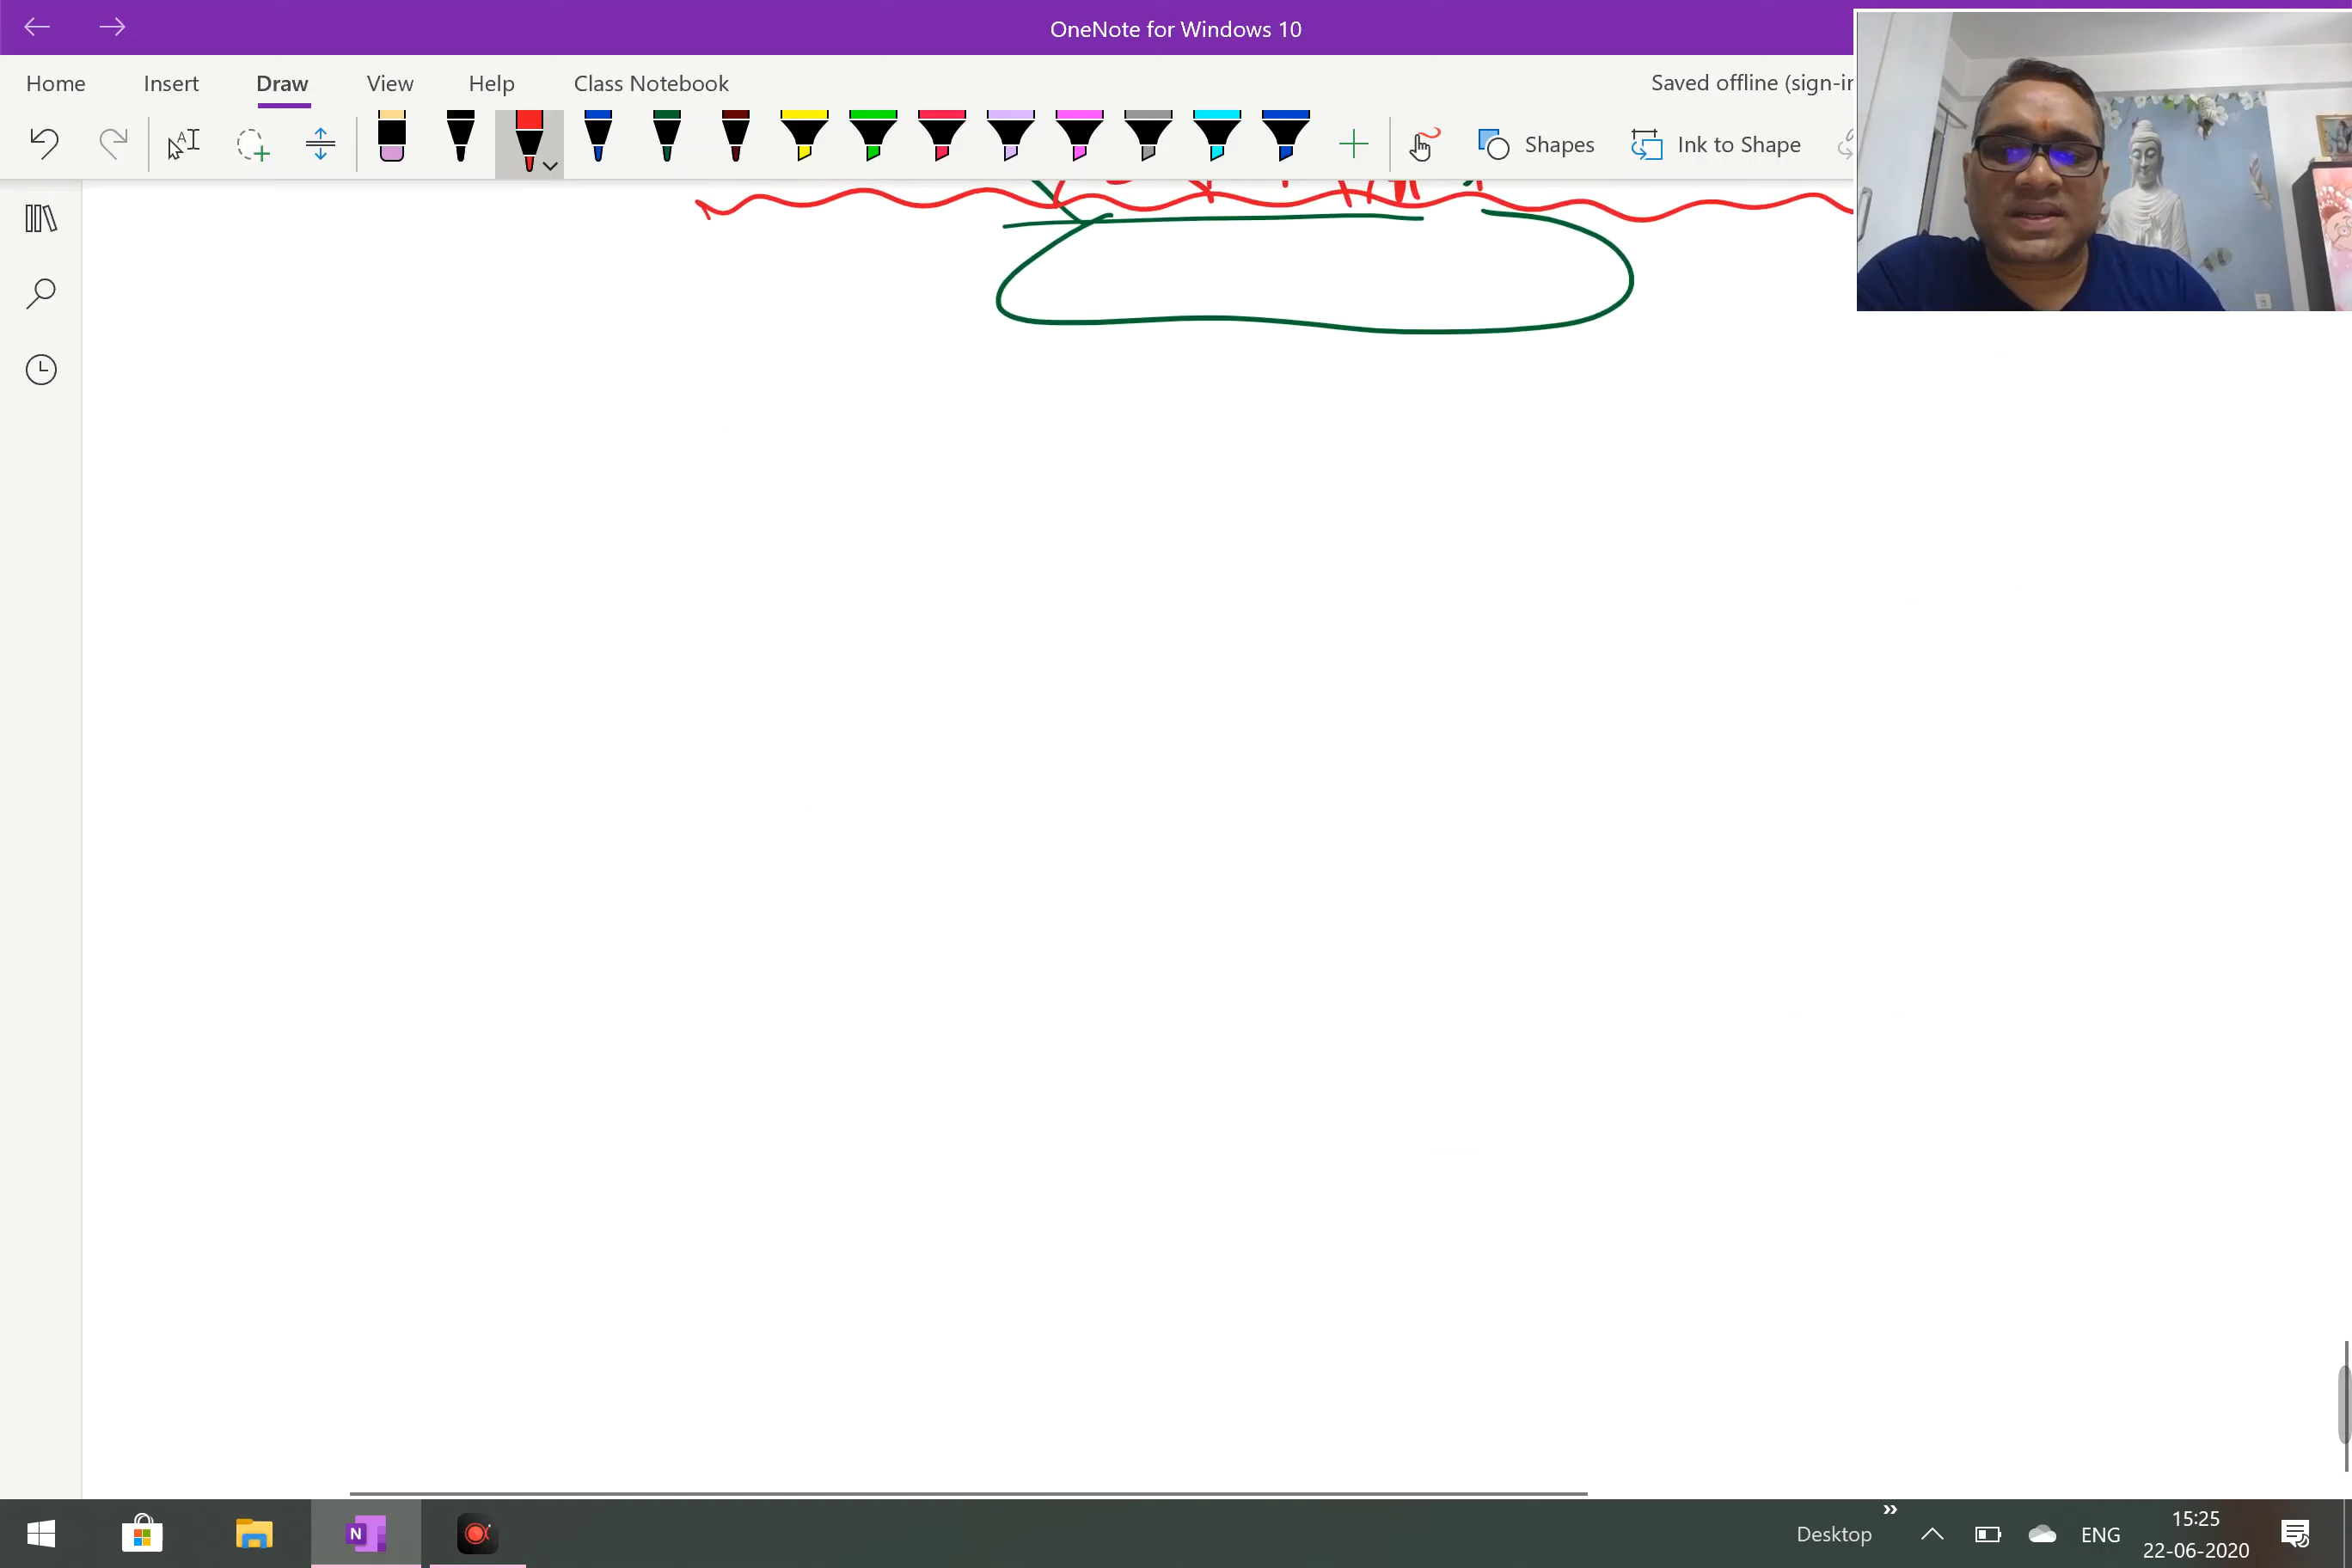 OneNote for Windows 10
Home Insert Draw View Help Class Notebook Saved offline (sign-in
Shapes Ink to Shape
Desktop ENG 15:25
22-06-2020